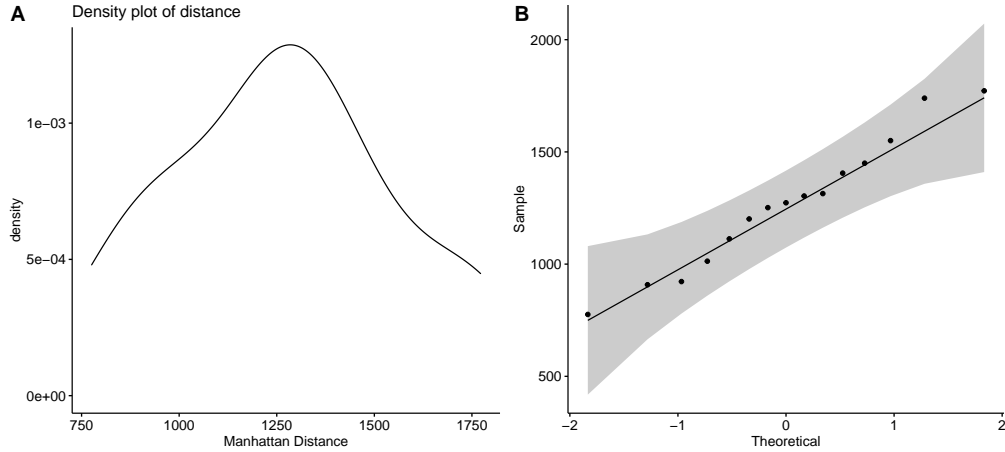 A
Density plot of distance
1e−03
5e−04
0e+00
density
750
1000
1250
1500
1750
Manhattan Distance
B
2000
1500
1000
500
Sample
−2
−1
0
1
2
Theoretical